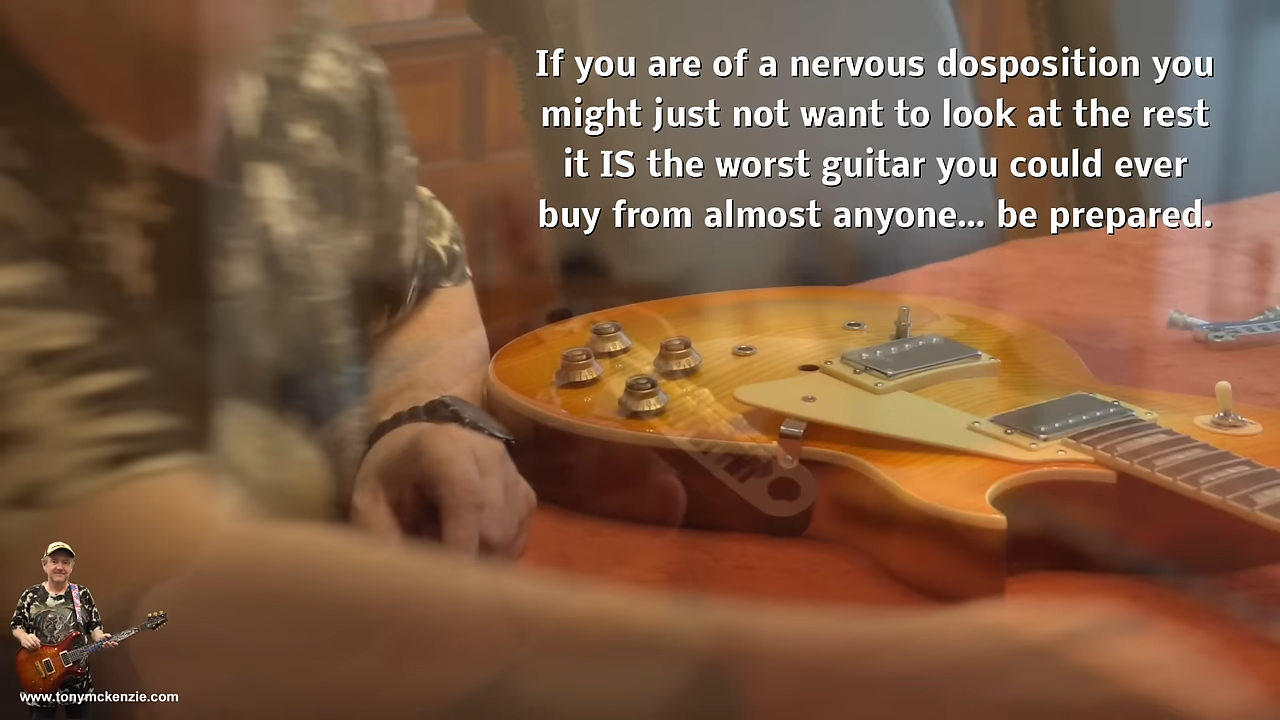 If you are of a nervous dosposition you
might just not want to look at the rest
it IS the worst guitar you could ever
buy from almost anyone... be prepared.
www.tonymckenzie.com